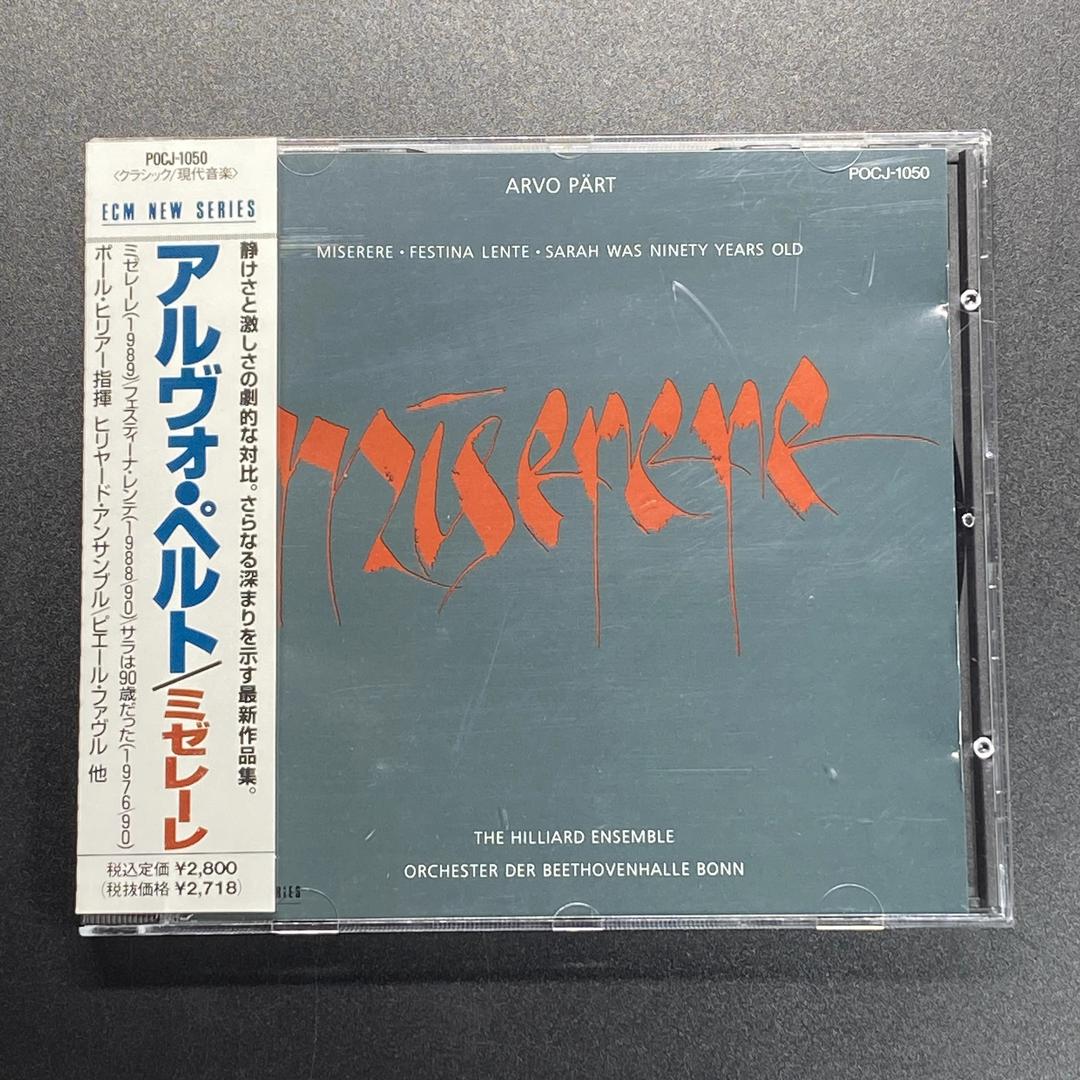 POCJ-1050
〈クラシック/現代音楽〉
ECM NEW SERIES
静けさと激しさの劇的な対比。さらなる深まりを示す最新作品集。
アルヴォ・ペルト/ミゼレーレ
ミゼレーレ(1989)/フェスティーナ・レンテ(1988/90)/サラは90歳だった(1976/90)
ポール・ヒリアー指揮 ヒリヤード・アンサンブル/ピエール・ファヴル 他
税込定価 ¥2,800
(税抜価格 ¥2,718)
ARVO PÄRT
POCJ-1050
MISERERE · FESTINA LENTE · SARAH WAS NINETY YEARS OLD
miserere
THE HILLIARD ENSEMBLE
ORCHESTER DER BEETHOVENHALLE BONN